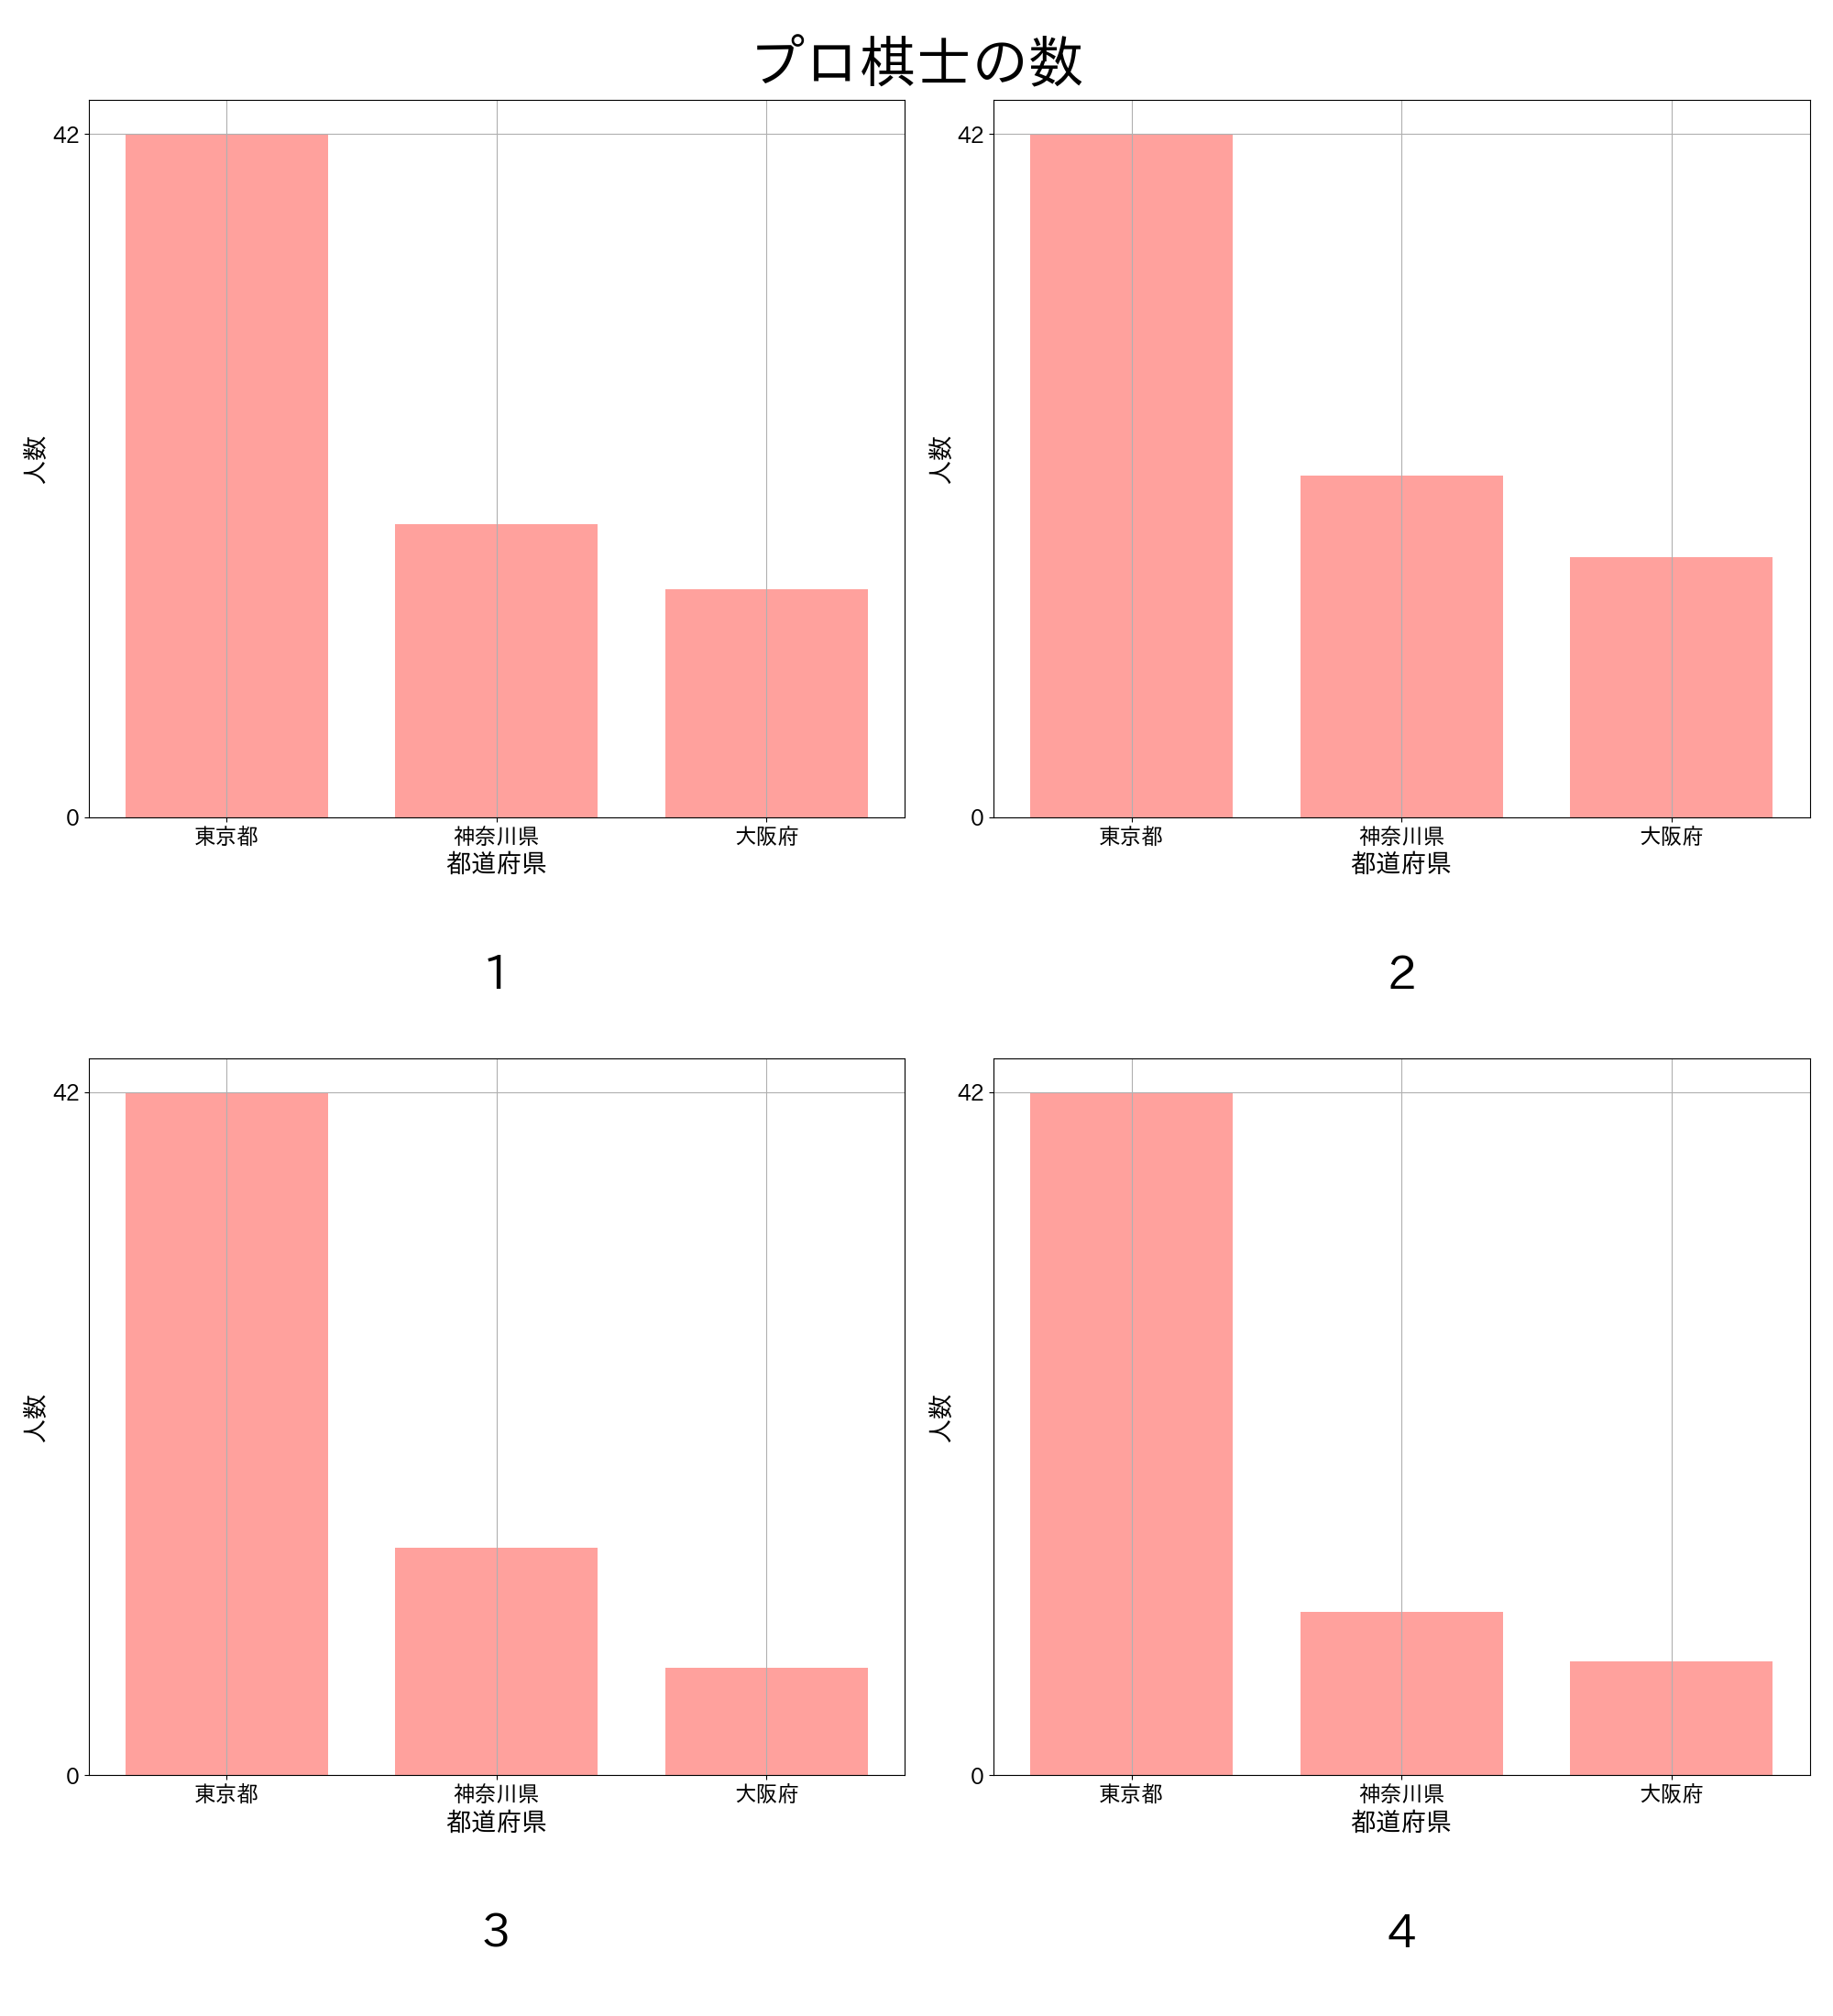 プロ棋士の数
42
人数
0
東京都 神奈川県 大阪府
都道府県
1
42
人数
0
東京都 神奈川県 大阪府
都道府県
2
42
人数
0
東京都 神奈川県 大阪府
都道府県
3
42
人数
0
東京都 神奈川県 大阪府
都道府県
4